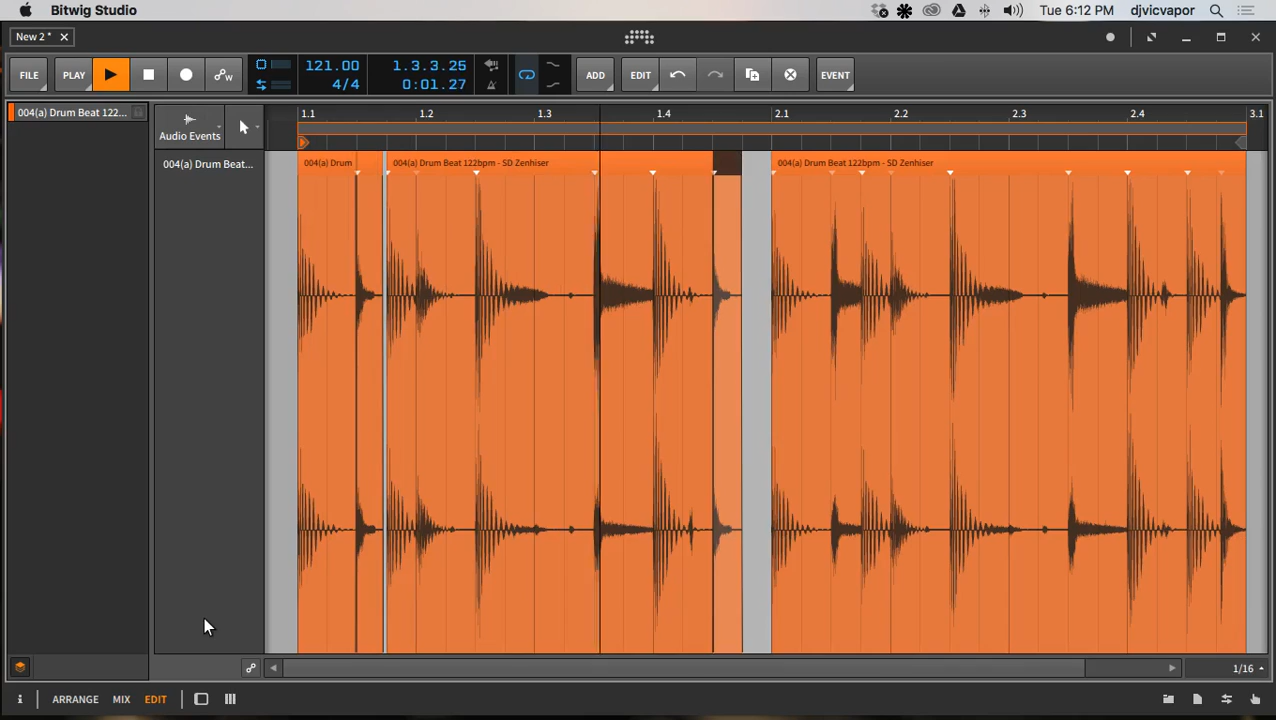 Bitwig Studio
Tue 6:12 PM djvicvapor
New 2 *
FILE PLAY 121.00 4/4 1.3.3.25 0:01.27 ADD EDIT EVENT
004(a) Drum Beat 122...
Audio Events
1.1 1.2 1.3 1.4 2.1 2.2 2.3 2.4 3.1
004(a) Drum Beat...
004(a) Drum
004(a) Drum Beat 122bpm - SD Zenhiser
004(a) Drum Beat 122bpm - SD Zenhiser
1/16
i ARRANGE MIX EDIT